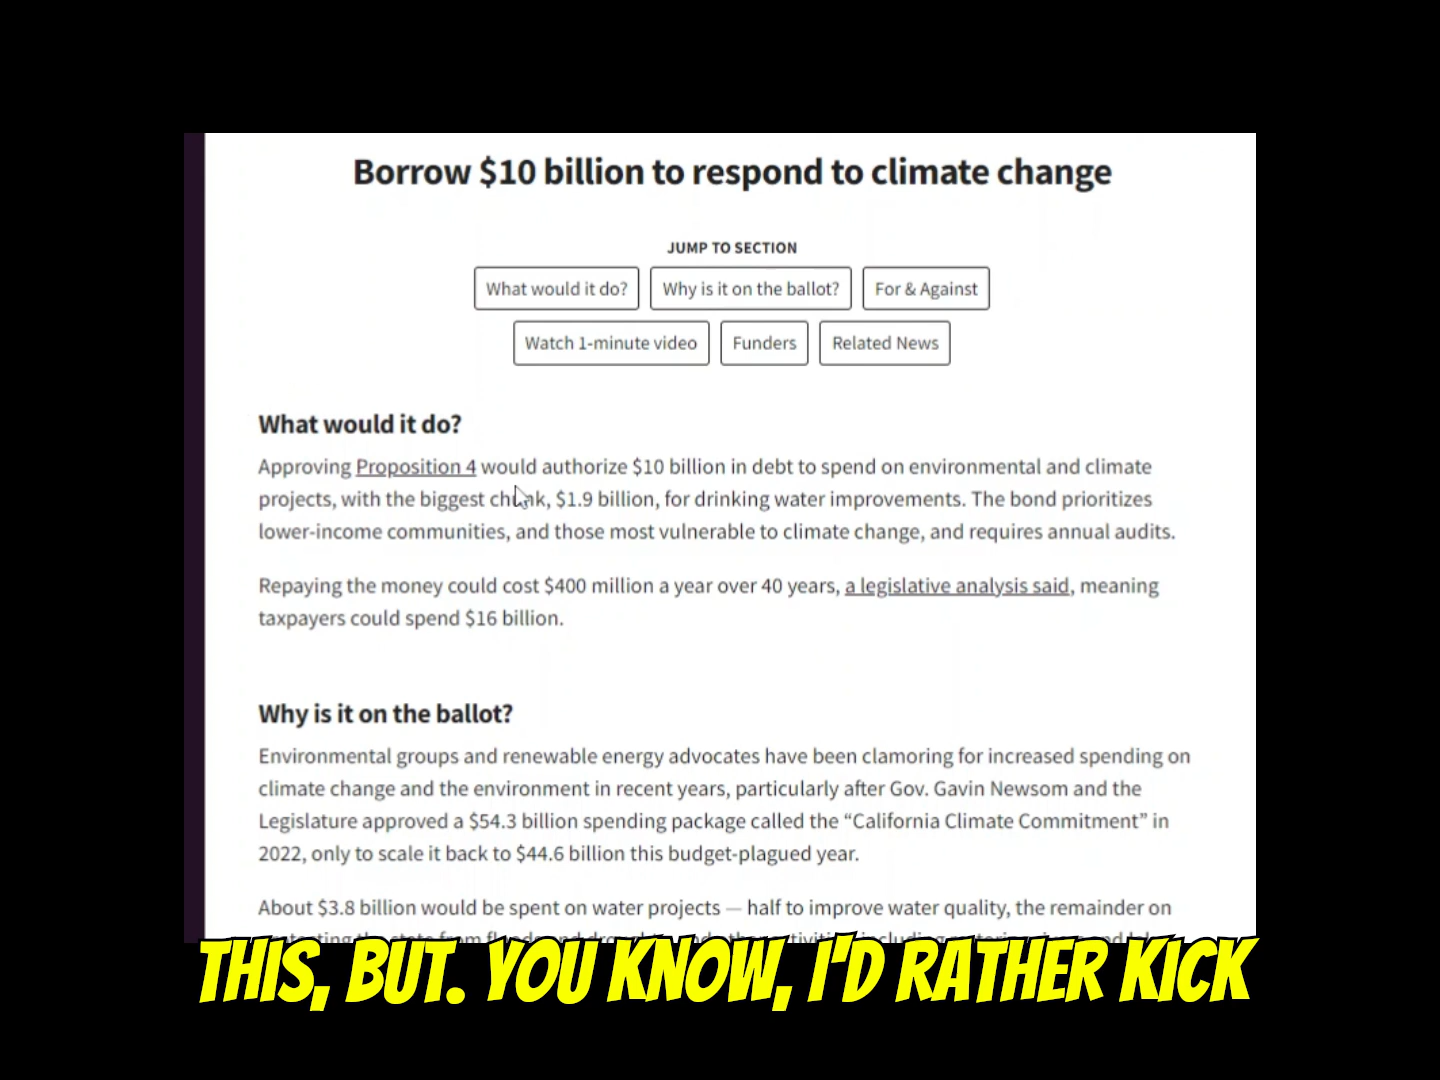 Borrow $10 billion to respond to climate change
JUMP TO SECTION
What would it do?
Why is it on the ballot?
For & Against
Watch 1-minute video
Funders
Related News
What would it do?
Approving Proposition 4 would authorize $10 billion in debt to spend on environmental and climate
projects, with the biggest chunk, $1.9 billion, for drinking water improvements. The bond prioritizes
lower-income communities, and those most vulnerable to climate change, and requires annual audits.
Repaying the money could cost $400 million a year over 40 years, a legislative analysis said, meaning
taxpayers could spend $16 billion.
Why is it on the ballot?
Environmental groups and renewable energy advocates have been clamoring for increased spending on
climate change and the environment in recent years, particularly after Gov. Gavin Newsom and the
Legislature approved a $54.3 billion spending package called the “California Climate Commitment” in
2022, only to scale it back to $44.6 billion this budget-plagued year.
About $3.8 billion would be spent on water projects — half to improve water quality, the remainder on
THIS, BUT. YOU KNOW, I'D RATHER KICK